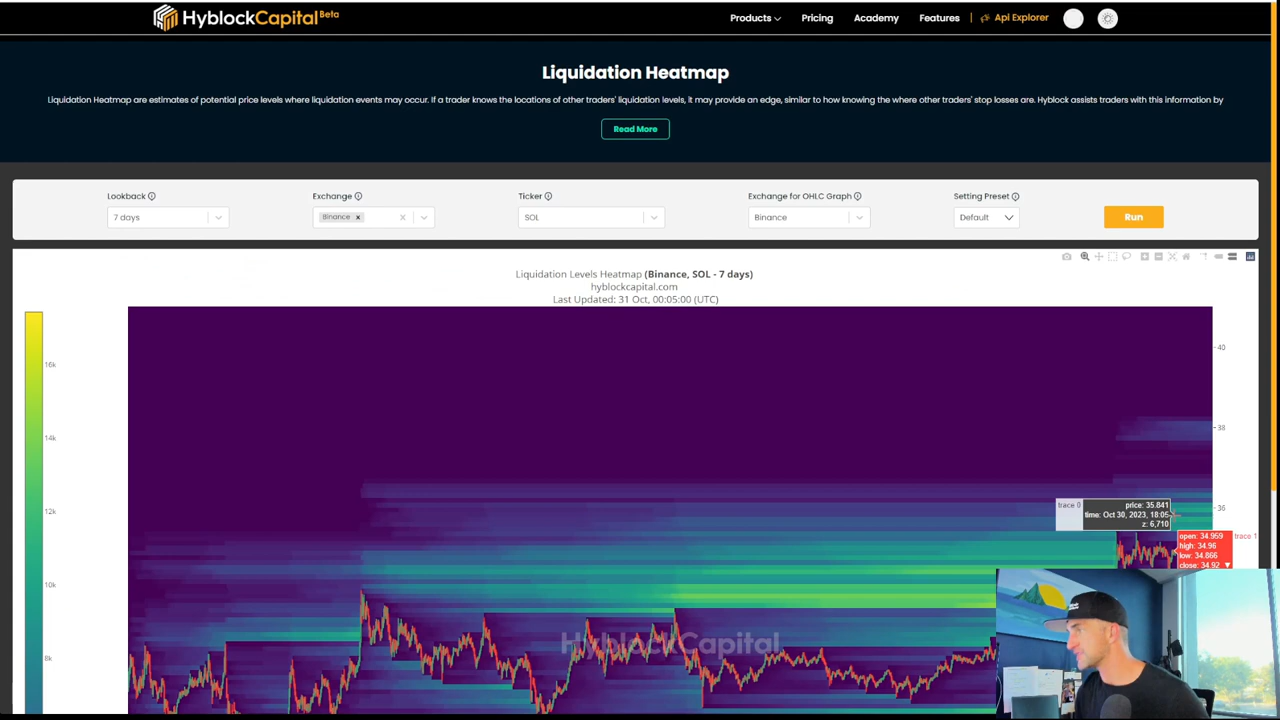 HyblockCapital Beta
Products
Pricing
Academy
Features
Api Explorer
Liquidation Heatmap
Liquidation Heatmap are estimates of potential price levels where liquidation events may occur. If a trader knows the locations of other traders' liquidation levels, it may provide an edge, similar to how knowing the where other traders' stop losses are. Hyblock assists traders with this information by
Read More
Lookback
Exchange
Ticker
Exchange for OHLC Graph
Setting Preset
7 days
Binance
SOL
Binance
Default
Run
Liquidation Levels Heatmap (Binance, SOL - 7 days)
hyblockcapital.com
Last Updated: 31 Oct, 00:05:00 (UTC)
16k
14k
12k
10k
8k
40
38
36
trace 0
price: 35.841
time: Oct 30, 2023, 18:05
z: 6,710
open: 34.959
high: 34.96
low: 34.866
close: 34.92 ▼
trace 1
HyblockCapital